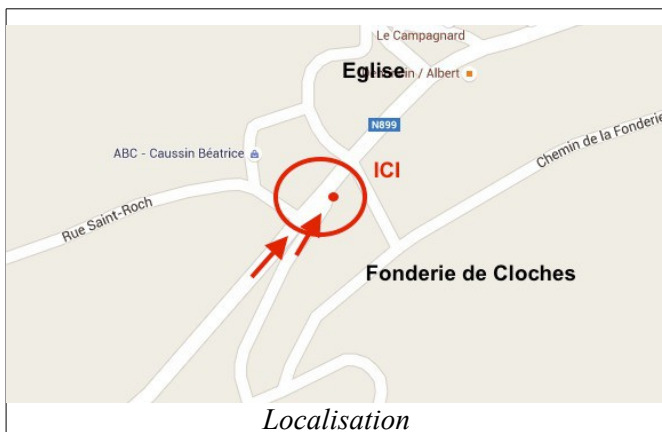 Le Campagnard
Eglise
/ Albert
N899
ICI
ABC - Caussin Béatrice
Chemin de la Fonderie
Rue Saint-Roch
Fonderie de Cloches
Localisation